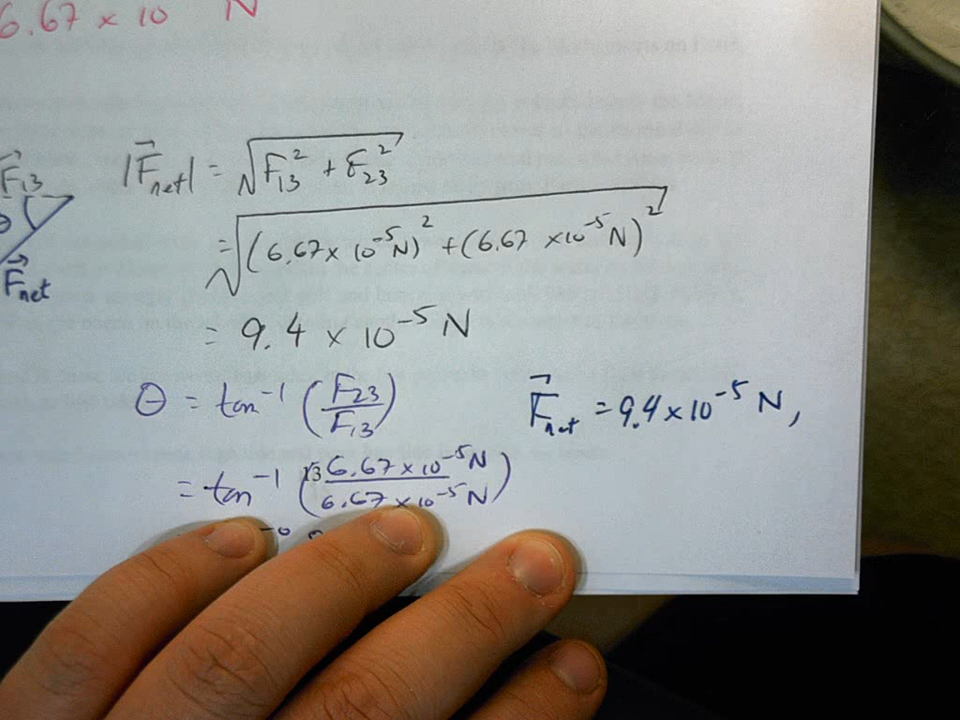 6.67 x 10 N
F⃗13
θ
F⃗net
|F⃗net| = √(F13² + F23²)
= √((6.67 x 10⁻⁵ N)² + (6.67 x 10⁻⁵ N)²)
= 9.4 x 10⁻⁵ N
θ = tan⁻¹ (F23/F13)
F⃗net = 9.4 x 10⁻⁵ N,
= tan⁻¹ (13 6.67 x 10⁻⁵ N / 6.67 x 10⁻⁵ N)